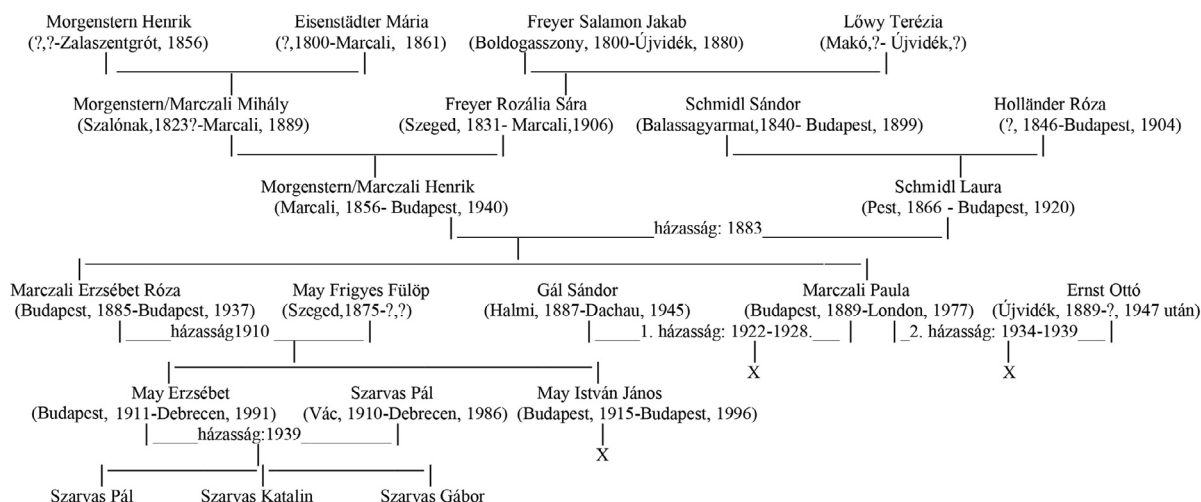 Morgenstern Henrik Eisenstädter Mária Freyer Salamon Jakab Lőwy Terézia
(?,?-Zalaszentgrót, 1856) (?,1800-Marcali, 1861) (Boldogasszony, 1800-Újvidék, 1880) (Makó,?- Újvidék,?)
Morgenstern/Marczali Mihály Freyer Rozália Sára Schmidl Sándor Holländer Róza
(Szalónak,1823?-Marcali, 1889) (Szeged, 1831- Marcali,1906) (Balassagyarmat,1840- Budapest, 1899) (?, 1846-Budapest, 1904)
Morgenstern/Marczali Henrik Schmidl Laura
(Marcali, 1856- Budapest, 1940) (Pest, 1866 - Budapest, 1920)
házasság: 1883
Marczali Erzsébet Róza May Frigyes Fülöp Gál Sándor Marczali Paula Ernst Ottó
(Budapest, 1885-Budapest, 1937) (Szeged,1875-?,?) (Halmi, 1887-Dachau, 1945) (Budapest, 1889-London, 1977) (Újvidék, 1889-?, 1947 után)
házasság1910 1. házasság: 1922-1928. 2. házasság: 1934-1939
X X
May Erzsébet Szarvas Pál May István János
(Budapest, 1911-Debrecen, 1991) (Vác, 1910-Debrecen, 1986) (Budapest, 1915-Budapest, 1996)
házasság:1939
X
Szarvas Pál Szarvas Katalin Szarvas Gábor